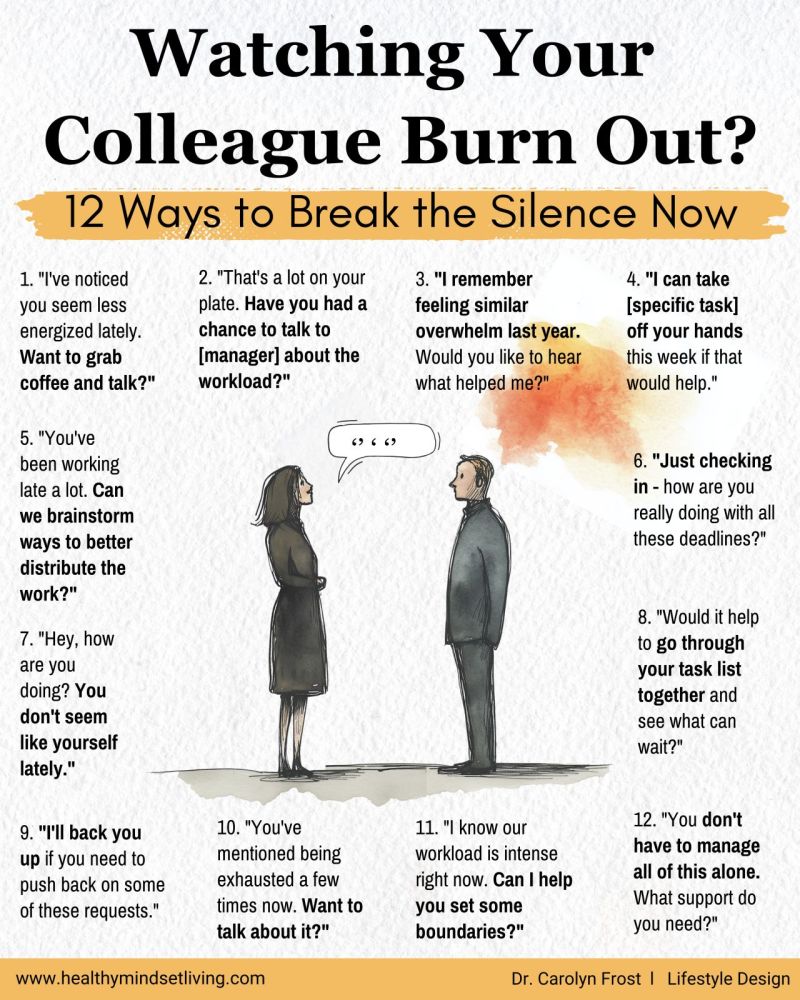 Watching Your
Colleague Burn Out?
12 Ways to Break the Silence Now
1. "I've noticed
you seem less
energized lately.
Want to grab
coffee and talk?"
2. "That's a lot on your
plate. Have you had a
chance to talk to
[manager] about the
workload?"
3. "I remember
feeling similar
overwhelm last year.
Would you like to hear
what helped me?"
4. "I can take
[specific task]
off your hands
this week if that
would help."
5. "You've
been working
late a lot. Can
we brainstorm
ways to better
distribute the
work?"
6. "Just checking
in - how are you
really doing with all
these deadlines?"
7. "Hey, how
are you
doing? You
don't seem
like yourself
lately."
8. "Would it help
to go through
your task list
together and
see what can
wait?"
9. "I'll back you
up if you need to
push back on some
of these requests."
10. "You've
mentioned being
exhausted a few
times now. Want to
talk about it?"
11. "I know our
workload is intense
right now. Can I help
you set some
boundaries?"
12. "You don't
have to manage
all of this alone.
What support do
you need?"
www.healthymindsetliving.com
Dr. Carolyn Frost | Lifestyle Design